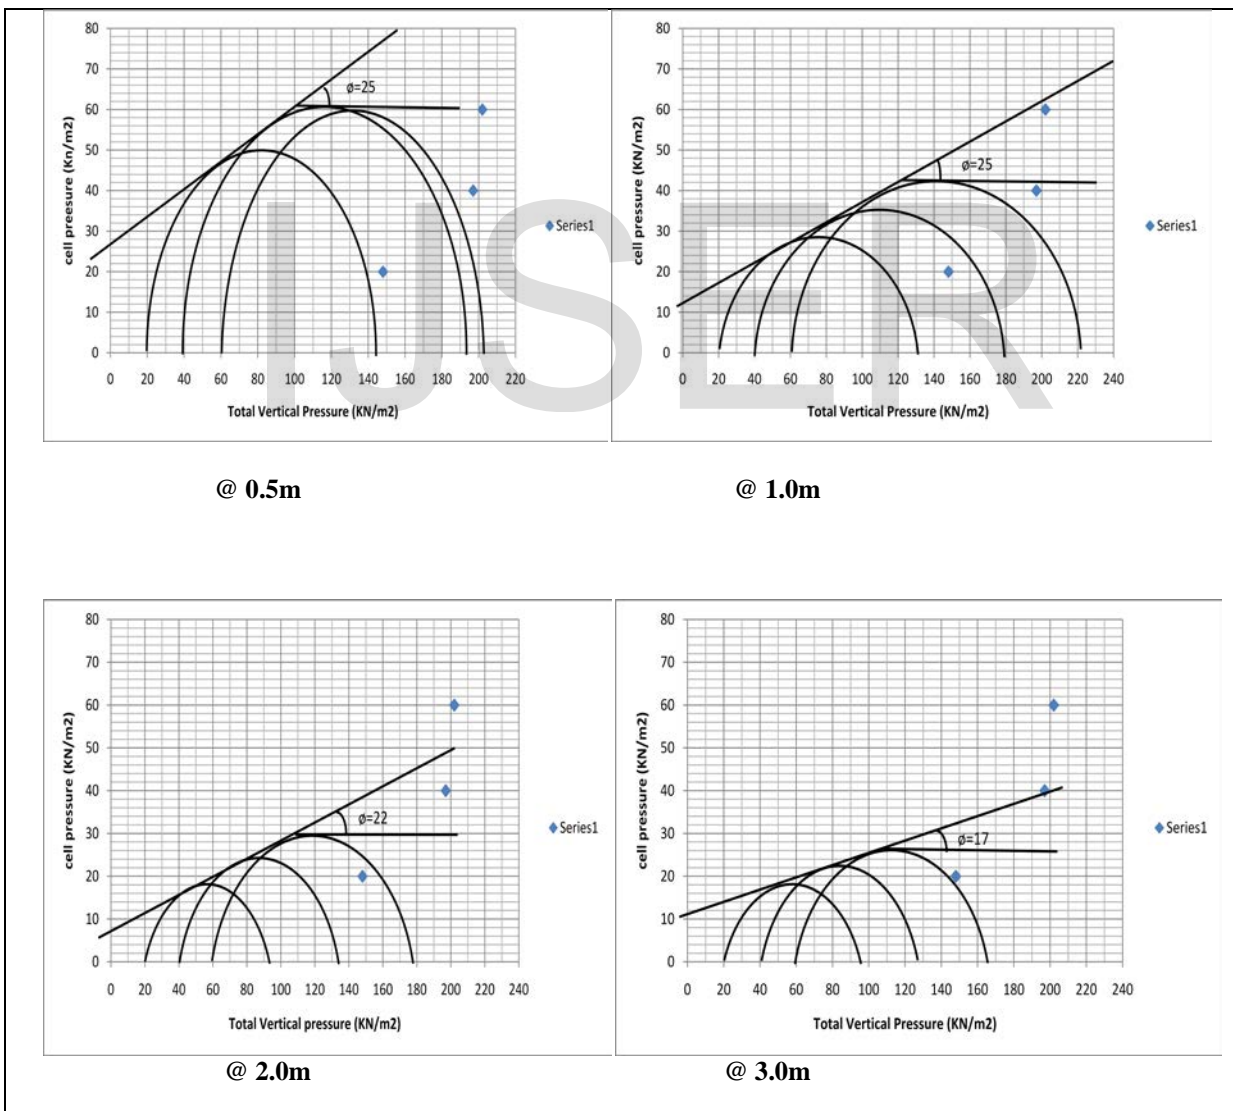 80
70
60
50
40
30
20
10
0
cell preesure (Kn/m2)
ø=25
Series1
0 20 40 60 80 100 120 140 160 180 200 220
Total Vertical Pressure (KN/m2)
@ 0.5m
80
70
60
50
40
30
20
10
0
cell pressure (KN/m2)
ø=25
Series1
0 20 40 60 80 100 120 140 160 180 200 220 240
Total Vertical Pressure (KN/m2)
@ 1.0m
IJSER
80
70
60
50
40
30
20
10
0
cell pressure (KN/m2)
ø=22
Series1
0 20 40 60 80 100 120 140 160 180 200 220 240
Total Vertical pressure (KN/m2)
@ 2.0m
80
70
60
50
40
30
20
10
0
cell pressure (KN/m2)
ø=17
Series1
0 20 40 60 80 100 120 140 160 180 200 220 240
Total Vertical Pressure (KN/m2)
@ 3.0m